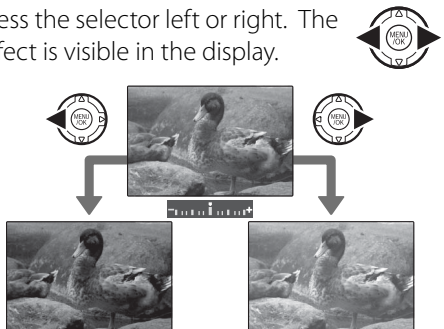 ess the selector left or right. The
fect is visible in the display.
MENU
/OK
MENU
/OK
MENU
/OK
- +